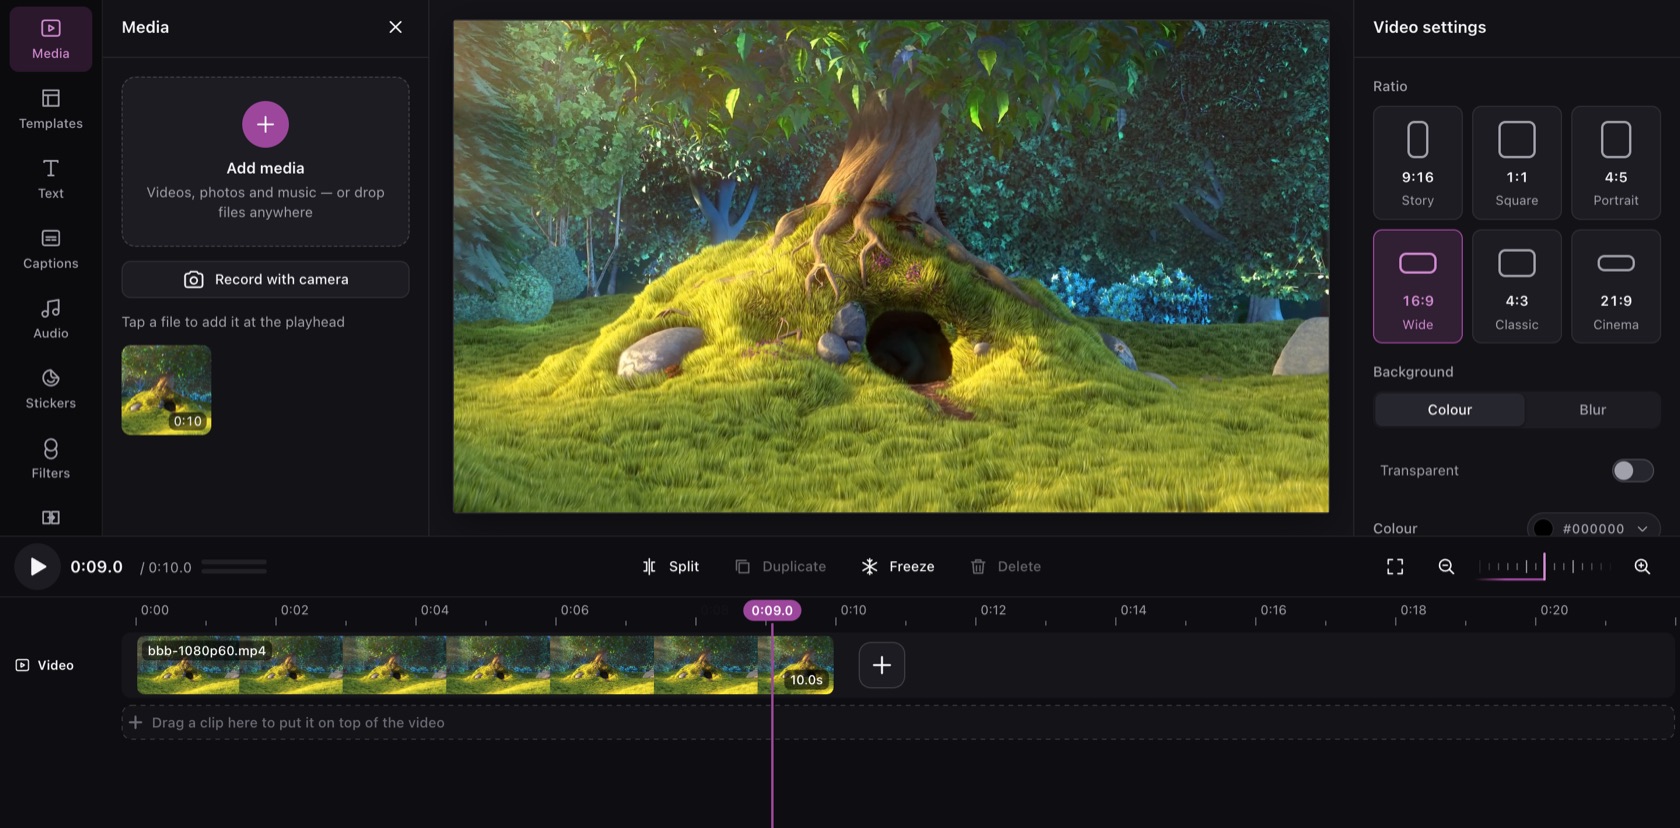 Media
Templates
Text
Captions
Audio
Stickers
Filters
Media
Add media
Videos, photos and music — or drop
files anywhere
Record with camera
Tap a file to add it at the playhead
0:10
Video settings
Ratio
9:16
Story
1:1
Square
4:5
Portrait
16:9
Wide
4:3
Classic
21:9
Cinema
Background
Colour
Blur
Transparent
Colour
#000000
0:09.0 / 0:10.0
Split
Duplicate
Freeze
Delete
0:00
0:02
0:04
0:06
0:08
0:09.0
0:10
0:12
0:14
0:16
0:18
0:20
Video
bbb-1080p60.mp4
10.0s
Drag a clip here to put it on top of the video